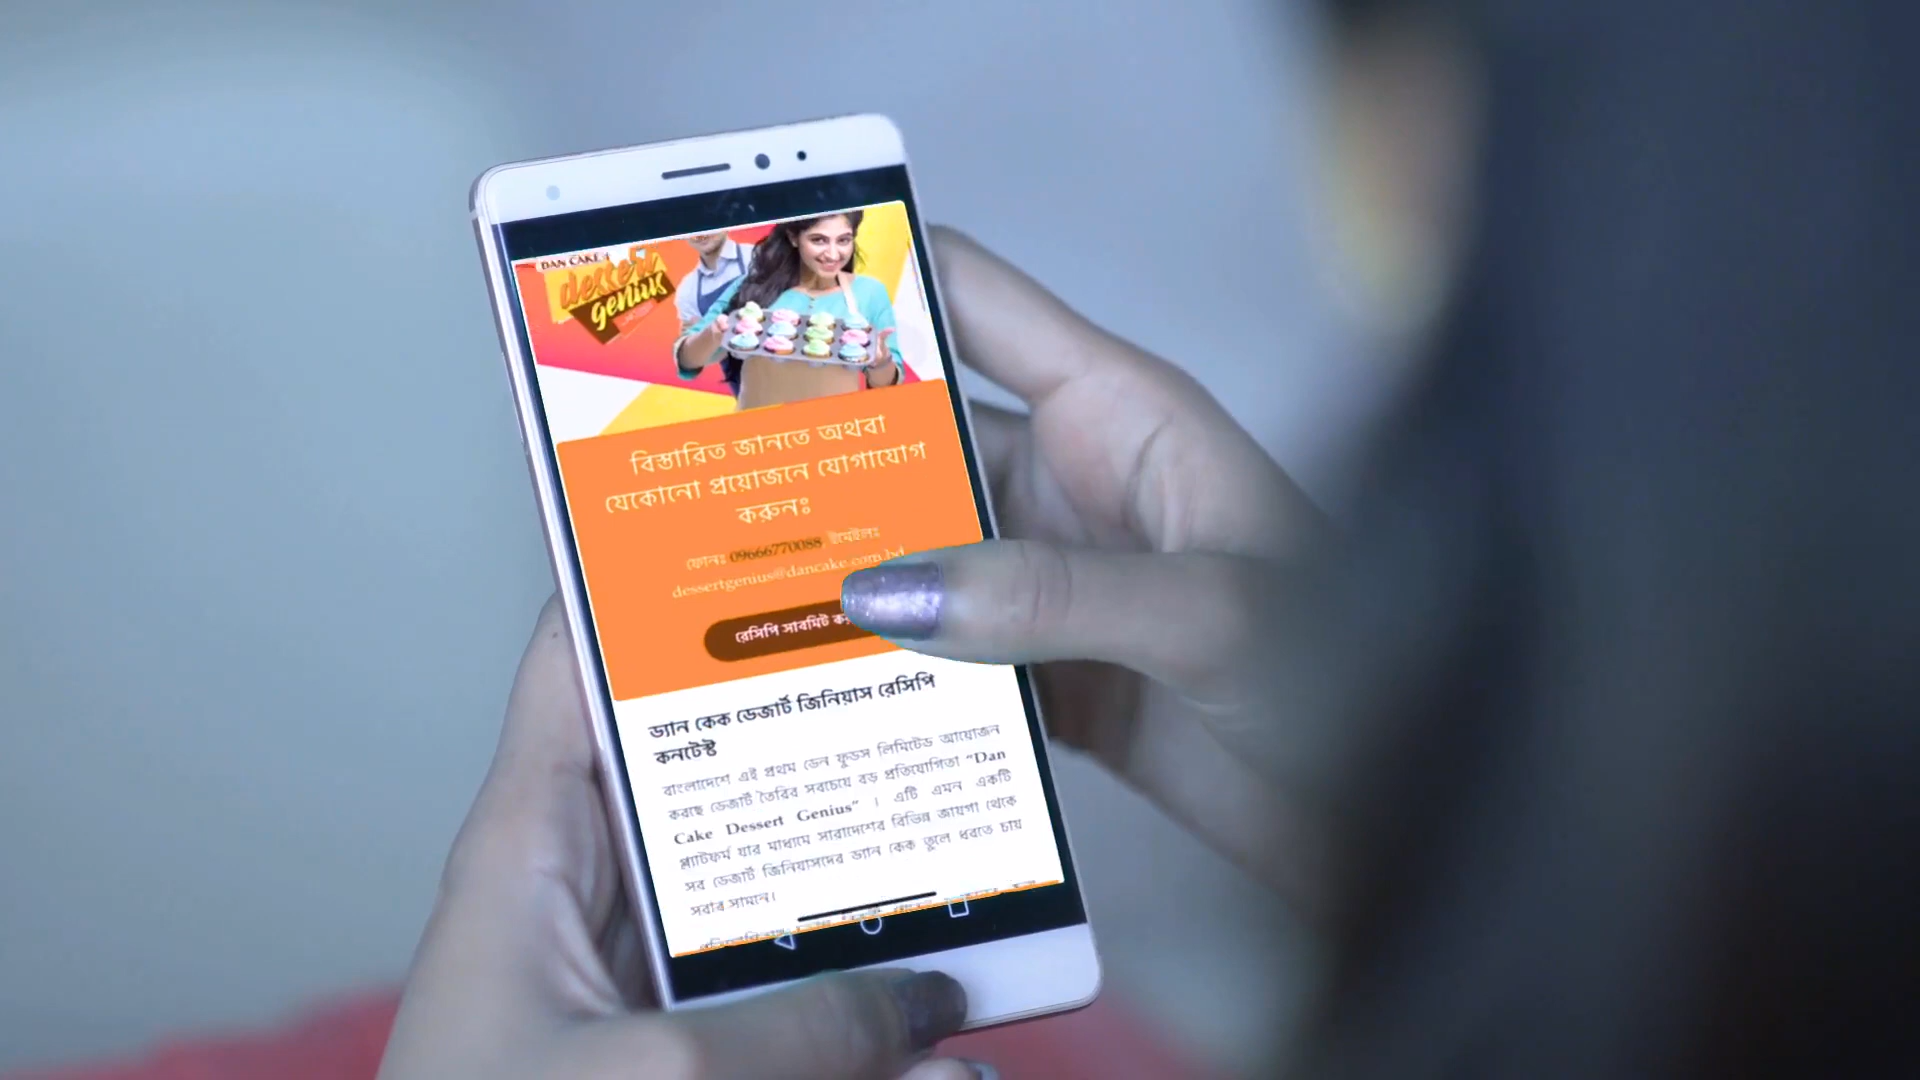 DAN CAKE
dessert
genius
বিস্তারিত জানতে অথবা
যেকোনো প্রয়োজনে যোগাযোগ
করুনঃ
ফোনঃ 09666770088, ইমেইলঃ
dessertgenius@dancake.com.bd
রেসিপি সাবমিট
ড্যান কেক ডেজার্ট জিনিয়াস রেসিপি
কনটেস্ট
বাংলাদেশে এই প্রথম ডেন ফুডস লিমিটেড আয়োজন
করছে ডেজার্ট তৈরির সবচেয়ে বড় প্রতিযোগিতা “Dan
Cake Dessert Genius” । এটি এমন একটি
প্ল্যাটফর্ম যার মাধ্যমে সারাদেশের বিভিন্ন জায়গা থেকে
সব ডেজার্ট জিনিয়াসদের ড্যান কেক তুলে ধরতে চায়
সবার সামনে।